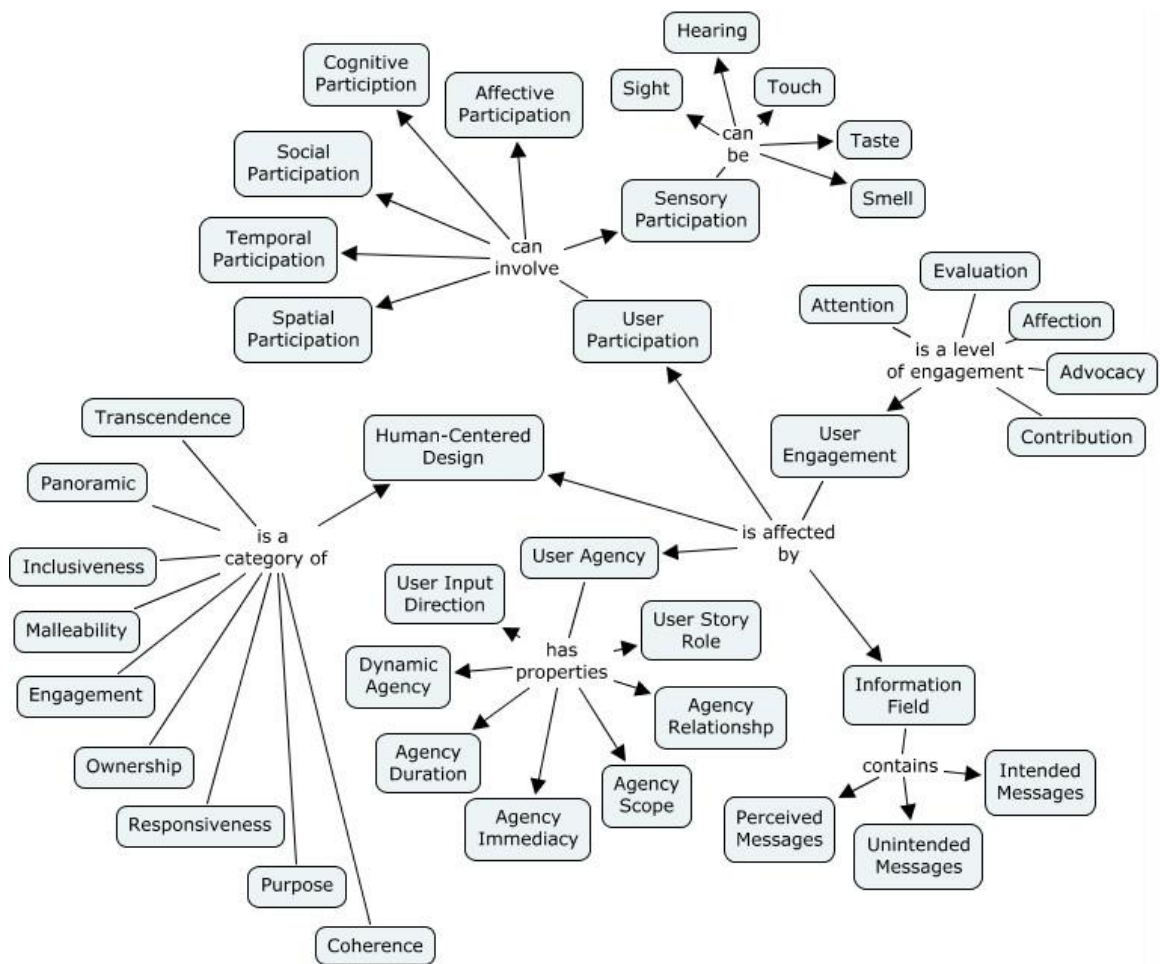 Hearing
Cognitive
Particiption
Affective
Participation
Sight
Touch
can
be
Taste
Social
Participation
Sensory
Participation
Smell
Temporal
Participation
can
involve
Spatial
Participation
User
Participation
Evaluation
Attention
Affection
is a level
of engagement
Advocacy
Contribution
User
Engagement
Transcendence
Human-Centered
Design
Panoramic
is a
category of
Inclusiveness
Malleability
Engagement
Ownership
Responsiveness
Purpose
Coherence
is affected
by
User Agency
User Input
Direction
User Story
Role
has
properties
Dynamic
Agency
Agency
Relationshp
Agency
Duration
Agency
Immediacy
Agency
Scope
Information
Field
contains
Intended
Messages
Perceived
Messages
Unintended
Messages